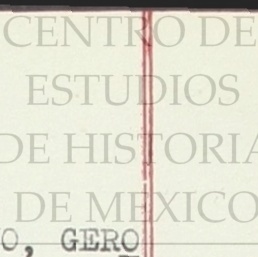 CENTRO DE
ESTUDIOS
DE HISTORIA
DE MEXICO
O, GERO